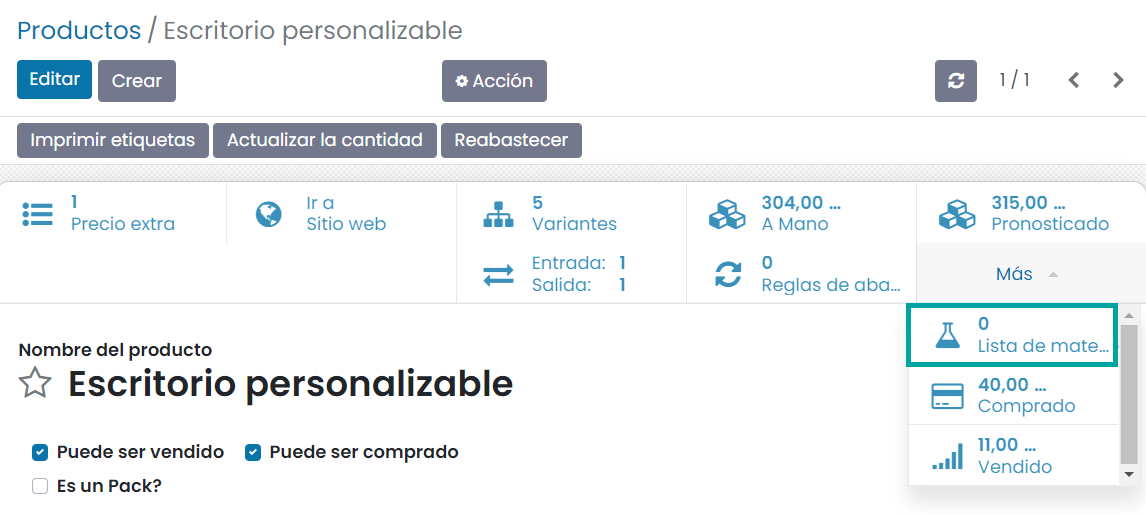 Productos / Escritorio personalizable
Editar
Crear
Acción
1 / 1
Imprimir etiquetas
Actualizar la cantidad
Reabastecer
1
Precio extra
Ir a
Sitio web
5
Variantes
304,00 ...
A Mano
315,00 ...
Pronosticado
Entrada: 1
Salida: 1
0
Reglas de aba...
Más
0
Lista de mate...
40,00 ...
Comprado
11,00 ...
Vendido
Nombre del producto
Escritorio personalizable
Puede ser vendido
Puede ser comprado
Es un Pack?